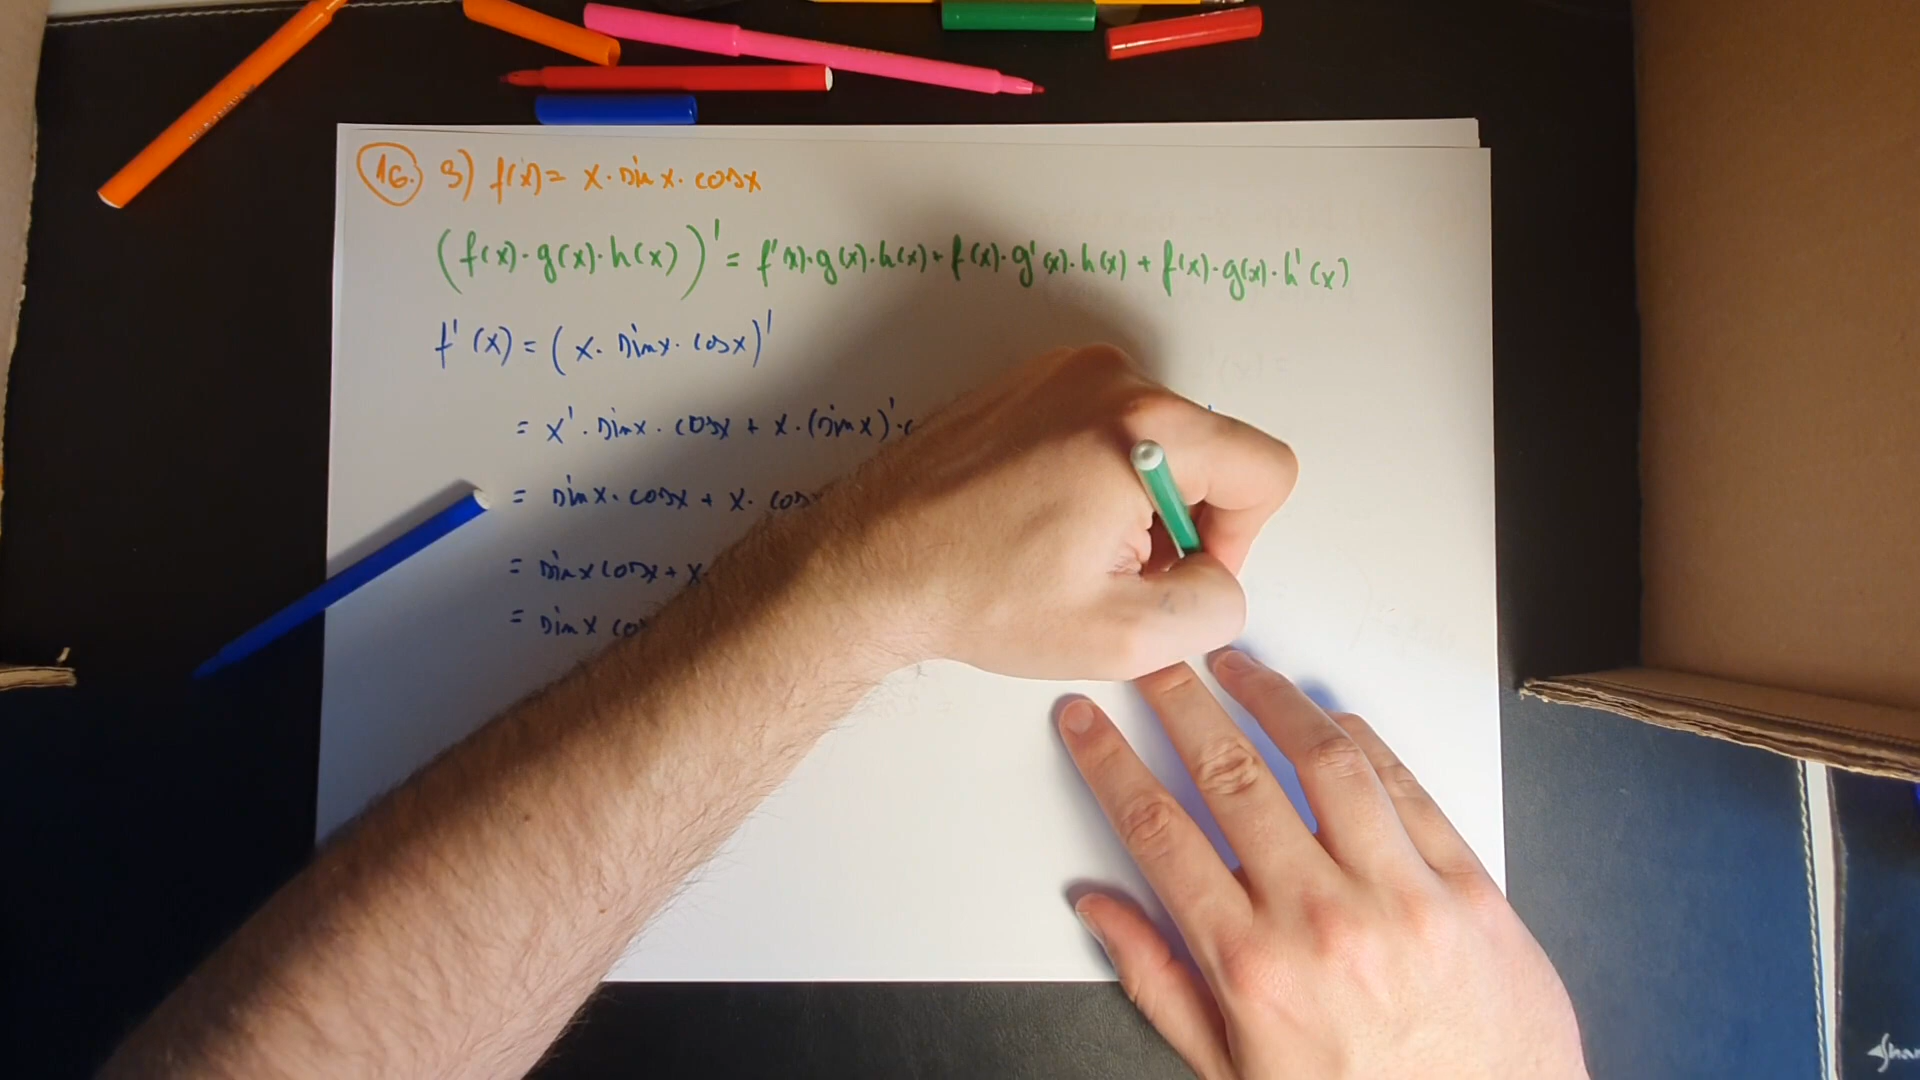 16. 3) f(x) = x · sin x · cos x
(f(x) · g(x) · h(x))' = f'(x) · g(x) · h(x) + f(x) · g'(x) · h(x) + f(x) · g(x) · h'(x)
f'(x) = (x · sin x · cos x)'
= x' · sin x · cos x + x · (sin x)' ·
= sin x · cos x + x · cos x
= sin x cos x + x ·
= sin x